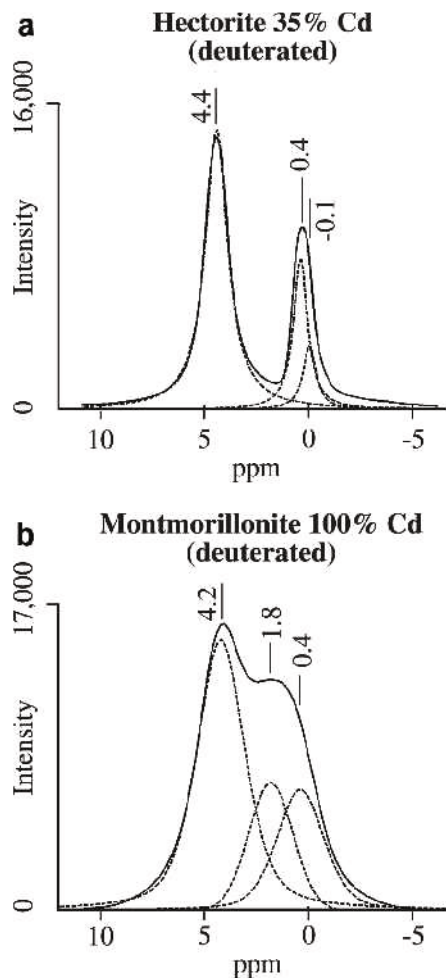 a
Hectorite 35% Cd
(deuterated)
16,000
Intensity
0
4.4
0.4
-0.1
10 5 0 -5
ppm
b
Montmorillonite 100% Cd
(deuterated)
17,000
Intensity
0
4.2
1.8
0.4
10 5 0 -5
ppm